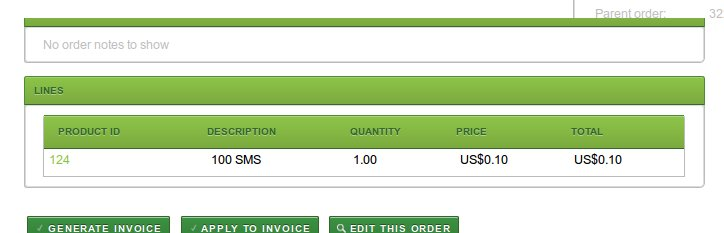 Parent order: 32
No order notes to show
LINES
PRODUCT ID DESCRIPTION QUANTITY PRICE TOTAL
124 100 SMS 1.00 US$0.10 US$0.10
GENERATE INVOICE APPLY TO INVOICE EDIT THIS ORDER